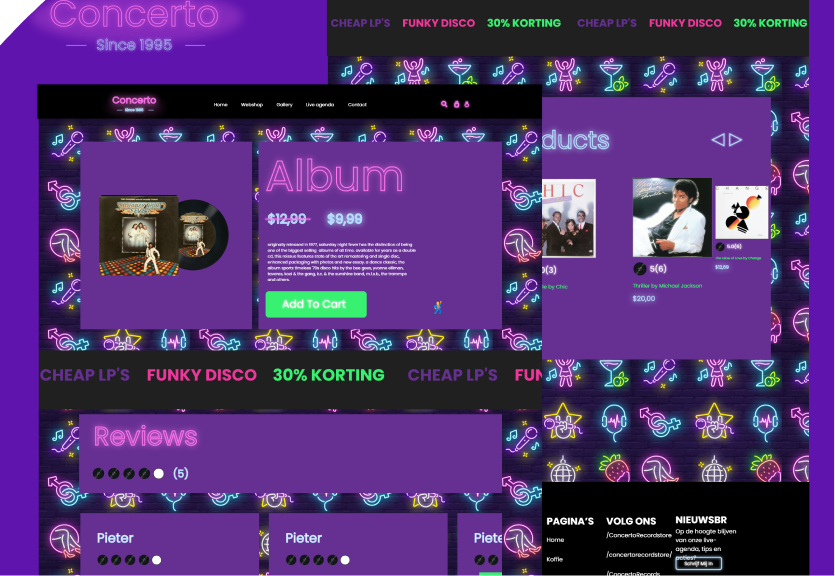 Concerto
Since 1995
CHEAP LP'S FUNKY DISCO 30% KORTING CHEAP LP'S FUNKY DISCO 30% KORTING
Concerto
Since 1995
Home Webshop Gallery Live agenda Contact
Album
$12,99 $9,99
originally released in 1977, saturday night fever has the distinction of being
one of the biggest selling albums of all time. available for years as a double
cd, this reissue features state of the art remastering and single disc,
enhanced packaging with photos and new essay. a dance classic, the
album sports timeless '70s disco hits by the bee gees, yvonne elliman,
tavares, kool & the gang, k.c. & the sunshine band, m.f.s.b., the trammps
and others.
Add To Cart
ducts
HIC
(3)
le by Chic
5(6)
Thriller by Michael Jackson
$20,00
CHANGE
5.0(6)
$12,99
CHEAP LP'S FUNKY DISCO 30% KORTING CHEAP LP'S FUN
Reviews
(5)
Pieter
Pieter
Piete
PAGINA'S
Home
Koffie
VOLG ONS
/ConcertoRecordstore
/concertorecordstore/
/ConcertoRecords
NIEUWSBR
Op de hoogte blijven
van onze live-
agenda, tips en
acties?
Schrijf Mij In